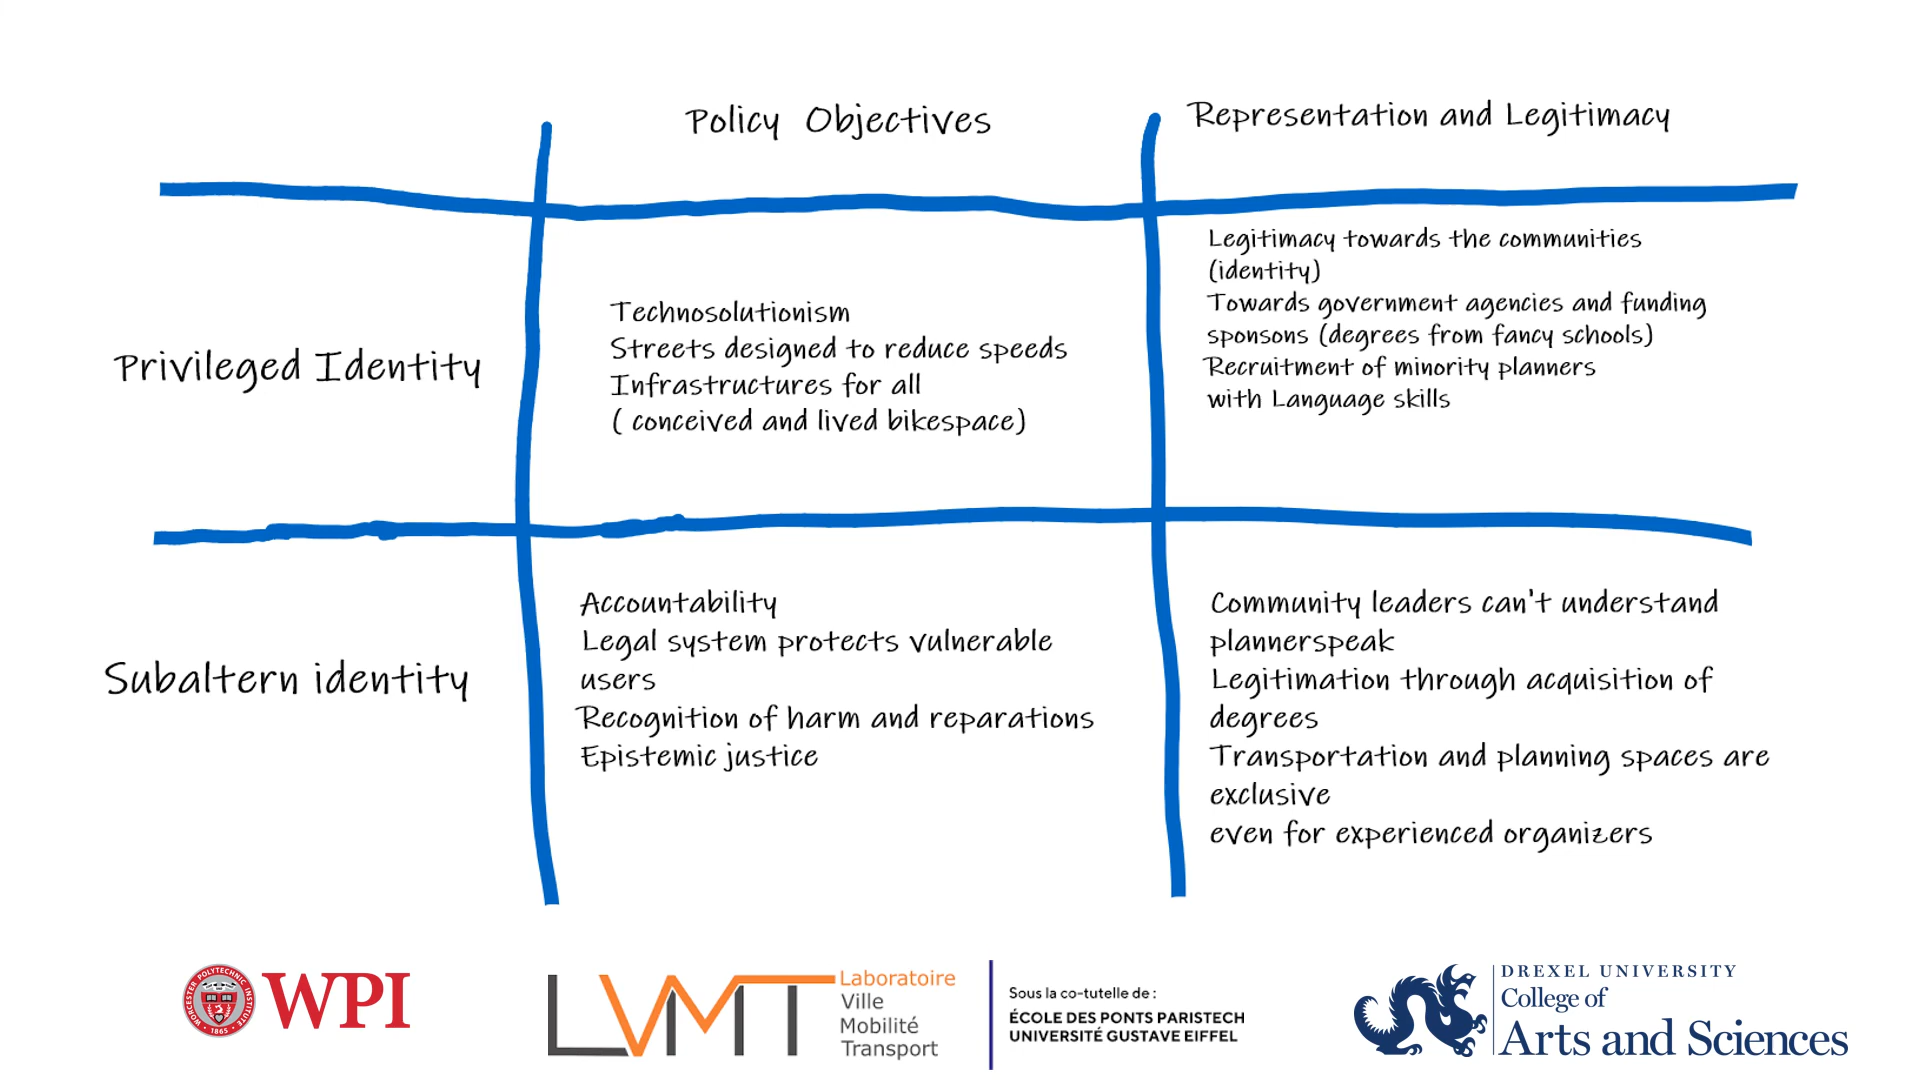 Policy Objectives
Representation and Legitimacy
Privileged Identity
Technosolutionism
Streets designed to reduce speeds
Infrastructures for all
( conceived and lived bikespace)
Legitimacy towards the communities
(identity)
Towards government agencies and funding
sponsons (degrees from fancy schools)
Recruitment of minority planners
with Language skills
Subaltern identity
Accountability
Legal system protects vulnerable
users
Recognition of harm and reparations
Epistemic justice
Community leaders can't understand
plannerspeak
Legitimation through acquisition of
degrees
Transportation and planning spaces are
exclusive
even for experienced organizers
WORCESTER POLYTECHNIC INSTITUTE
1865
WPI
LVMT
Laboratoire
Ville
Mobilité
Transport
Sous la co-tutelle de :
ÉCOLE DES PONTS PARISTECH
UNIVERSITÉ GUSTAVE EIFFEL
DREXEL UNIVERSITY
College of
Arts and Sciences